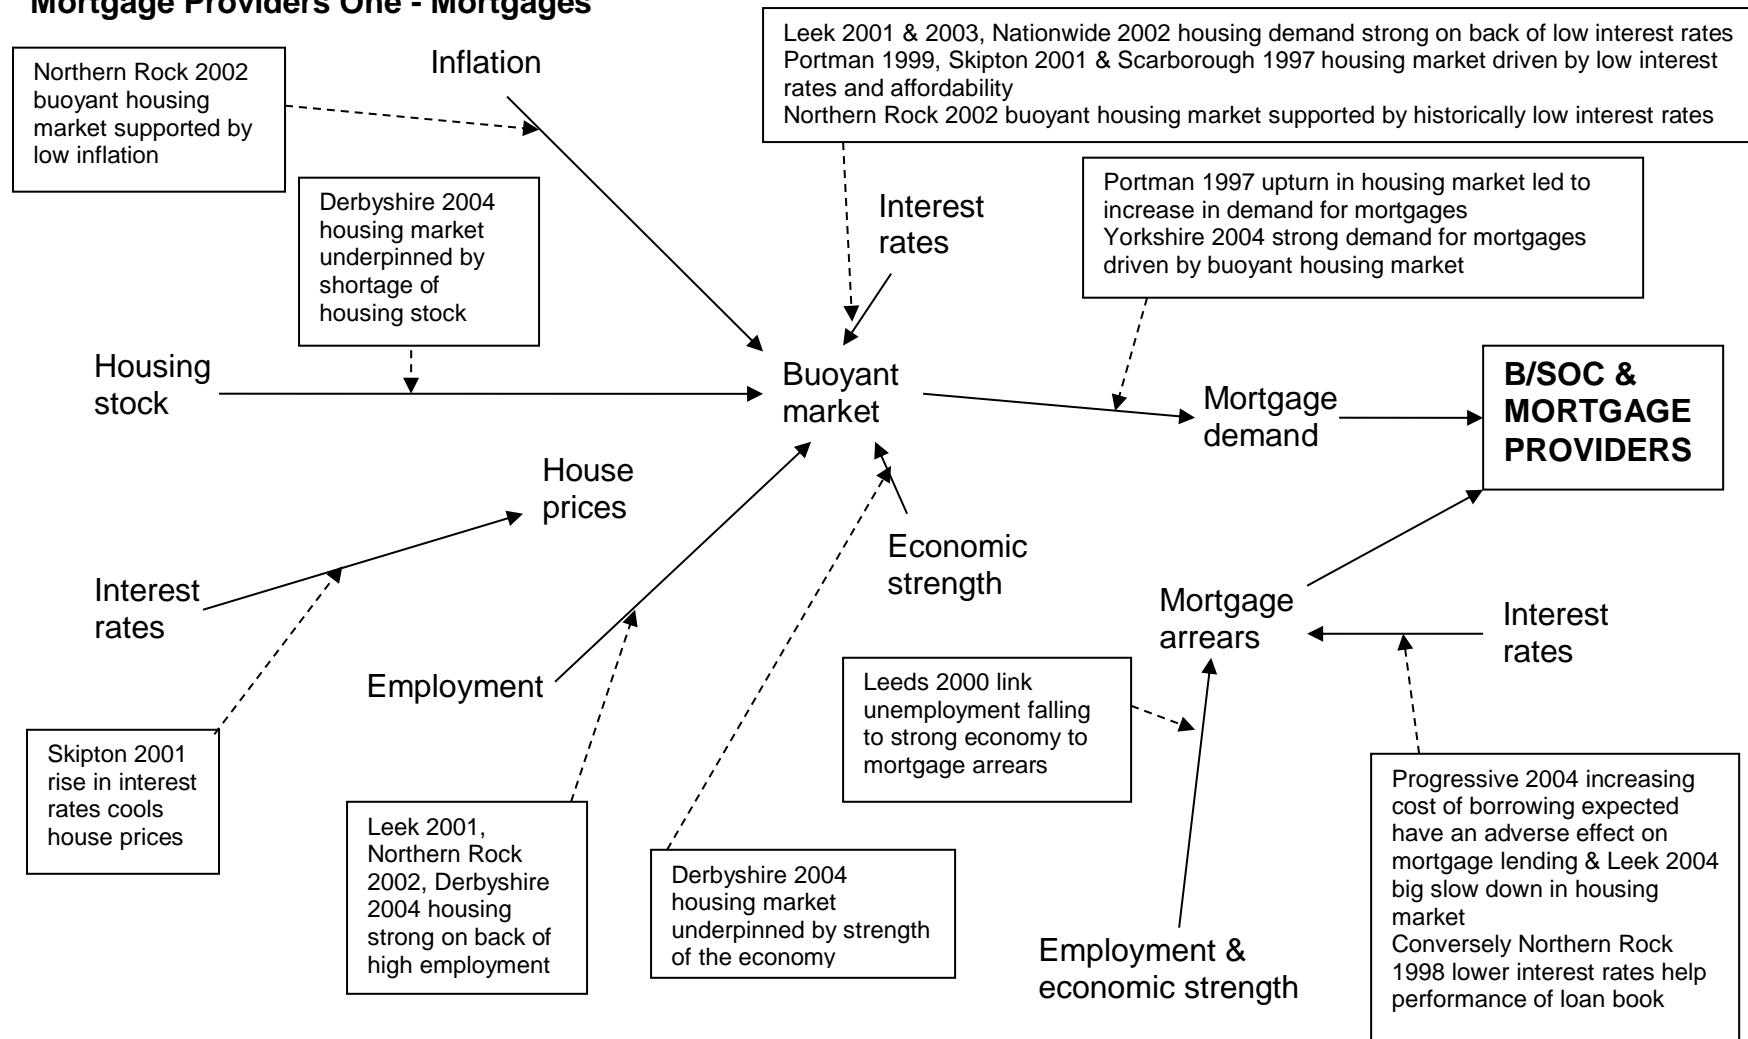 Mortgage Providers One - Mortgages
Leek 2001 & 2003, Nationwide 2002 housing demand strong on back of low interest rates
Portman 1999, Skipton 2001 & Scarborough 1997 housing market driven by low interest
rates and affordability
Northern Rock 2002 buoyant housing market supported by historically low interest rates
Inflation
Northern Rock 2002
buoyant housing
market supported by
low inflation
Derbyshire 2004
housing market
underpinned by
shortage of
housing stock
Interest
rates
Portman 1997 upturn in housing market led to
increase in demand for mortgages
Yorkshire 2004 strong demand for mortgages
driven by buoyant housing market
Housing
stock
Buoyant
market
Mortgage
demand
B/SOC &
MORTGAGE
PROVIDERS
House
prices
Interest
rates
Economic
strength
Mortgage
arrears
Interest
rates
Employment
Leeds 2000 link
unemployment falling
to strong economy to
mortgage arrears
Skipton 2001
rise in interest
rates cools
house prices
Leek 2001,
Northern Rock
2002, Derbyshire
2004 housing
strong on back of
high employment
Derbyshire 2004
housing market
underpinned by strength
of the economy
Employment &
economic strength
Progressive 2004 increasing
cost of borrowing expected
have an adverse effect on
mortgage lending & Leek 2004
big slow down in housing
market
Conversely Northern Rock
1998 lower interest rates help
performance of loan book